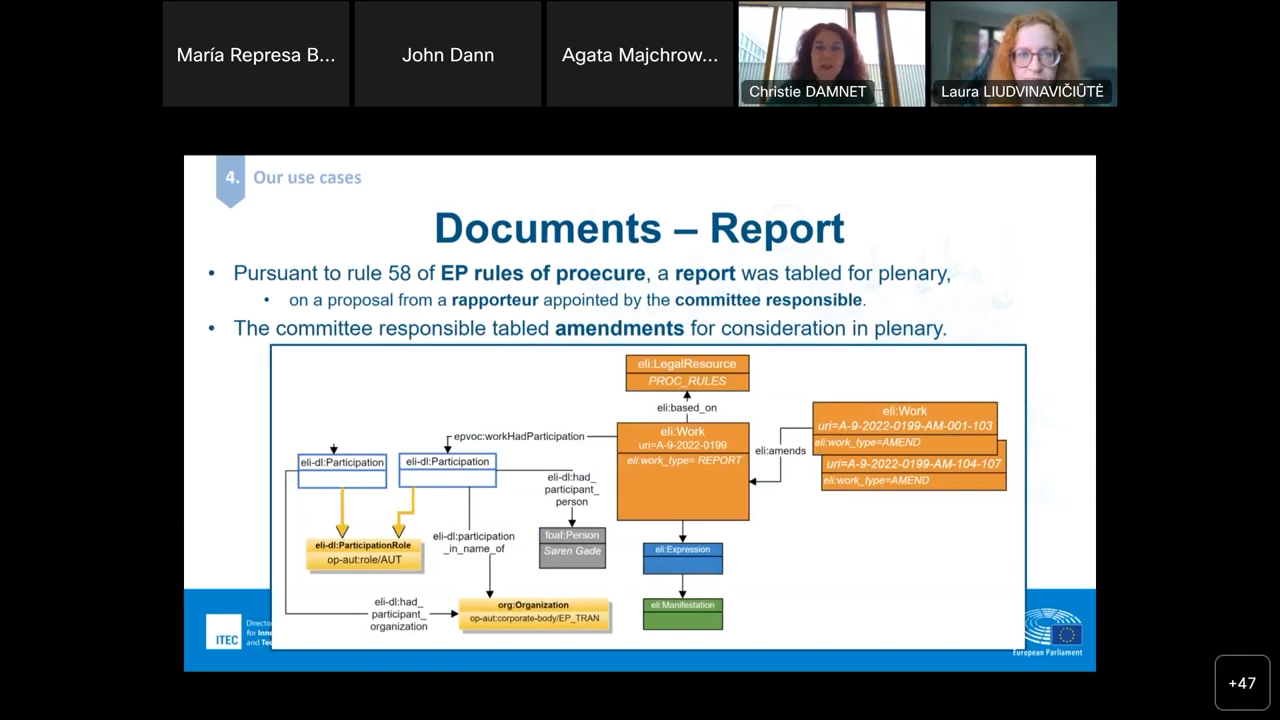 María Represa B...
John Dann
Agata Majchrow...
Christie DAMNET
Laura LIUDVINAVIČIŪTĖ
4. Our use cases
Documents – Report
• Pursuant to rule 58 of EP rules of proecure, a report was tabled for plenary,
• on a proposal from a rapporteur appointed by the committee responsible.
• The committee responsible tabled amendments for consideration in plenary.
eli:LegalResource
PROC_RULES
eli:based_on
eli:Work
uri=A-9-2022-0199
eli:work_type= REPORT
eli:amends
eli:Work
uri=A-9-2022-0199-AM-001-103
eli:work_type=AMEND
uri=A-9-2022-0199-AM-104-107
eli:work_type=AMEND
epvoc:workHadParticipation
eli-dl:Participation
eli-dl:Participation
eli-dl:had_
participant_
person
eli-dl:participation
_in_name_of
foaf:Person
Søren Gade
eli-dl:ParticipationRole
op-aut:role/AUT
eli:Expression
eli:Manifestation
eli-dl:had_
participant_
organization
org:Organization
op-aut:corporate-body/EP_TRAN
ITEC
Director
for Inno
and Tec
European Parliament
+47